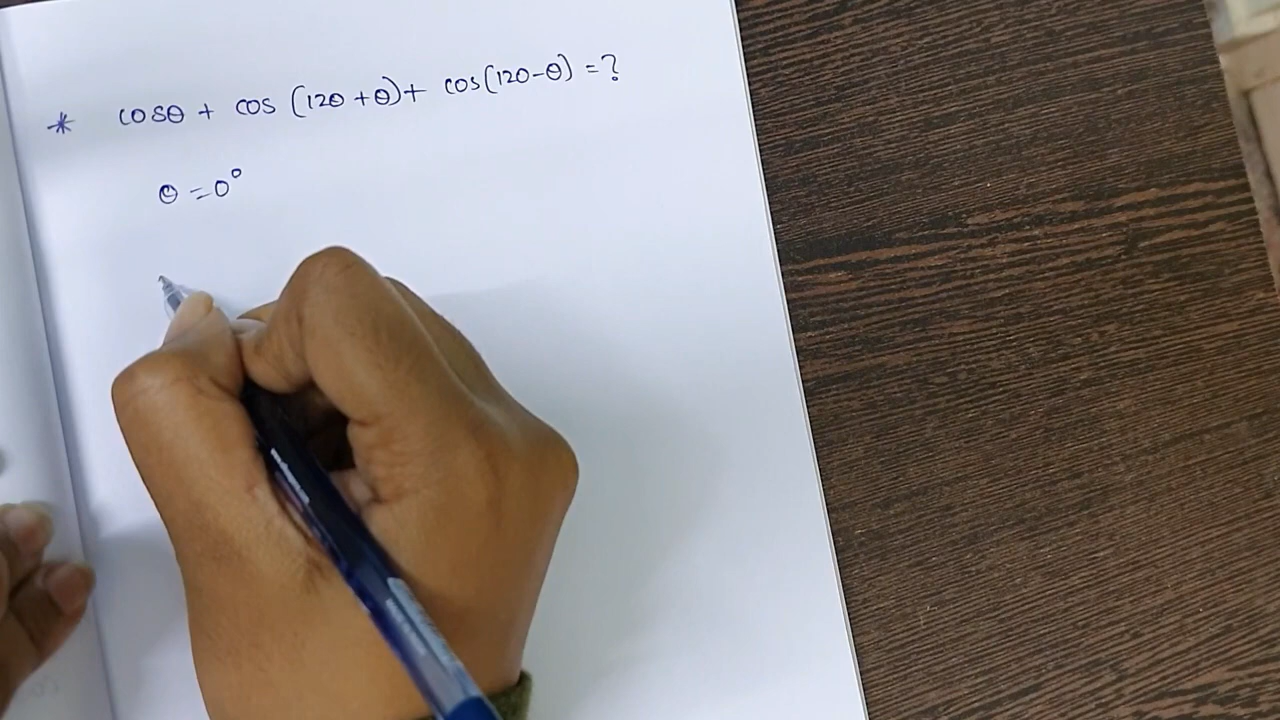 * cosθ + cos (120 + θ) + cos(120-θ) = ?
θ = 0°